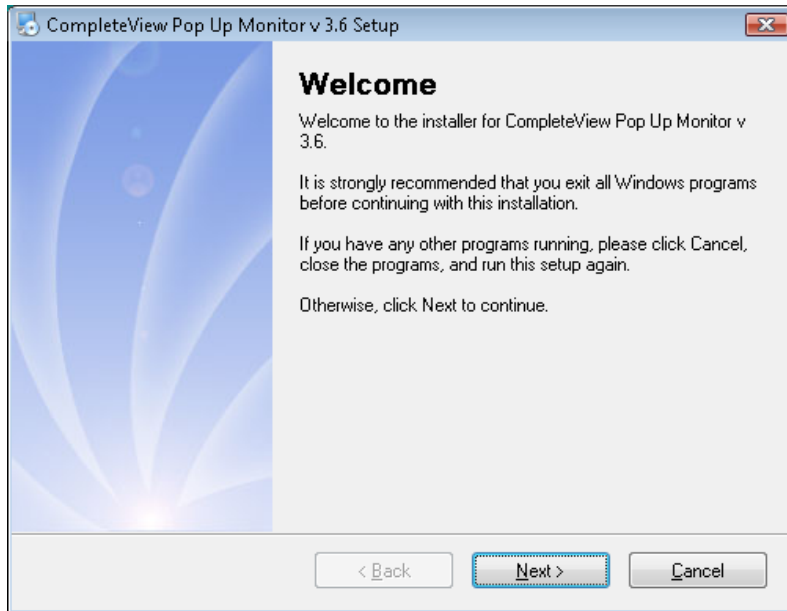 CompleteView Pop Up Monitor v 3.6 Setup
Welcome
Welcome to the installer for CompleteView Pop Up Monitor v
3.6.
It is strongly recommended that you exit all Windows programs
before continuing with this installation.
If you have any other programs running, please click Cancel,
close the programs, and run this setup again.
Otherwise, click Next to continue.
< Back
Next >
Cancel